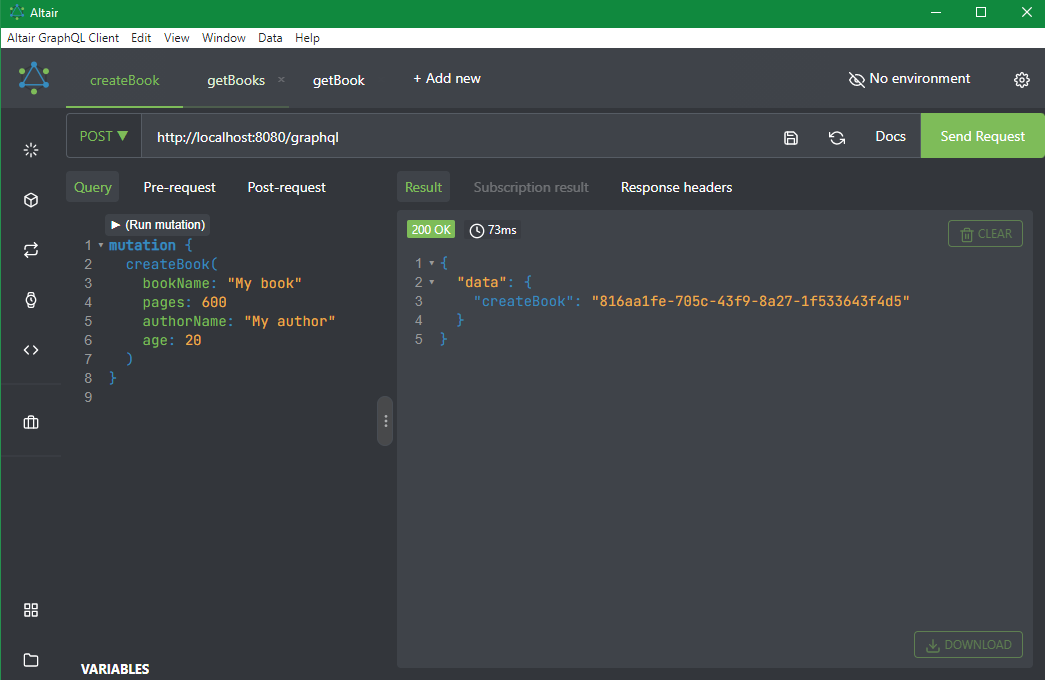 Altair
Altair GraphQL Client Edit View Window Data Help
createBook getBooks × getBook + Add new No environment
POST ▼ http://localhost:8080/graphql Docs Send Request
Query Pre-request Post-request
▶ (Run mutation)
1 ▾ mutation {
2 createBook(
3 bookName: "My book"
4 pages: 600
5 authorName: "My author"
6 age: 20
7 )
8 }
9
VARIABLES
Result Subscription result Response headers
200 OK 73ms CLEAR
1 ▾ {
2 ▾ "data": {
3 "createBook": "816aa1fe-705c-43f9-8a27-1f533643f4d5"
4 }
5 }
DOWNLOAD